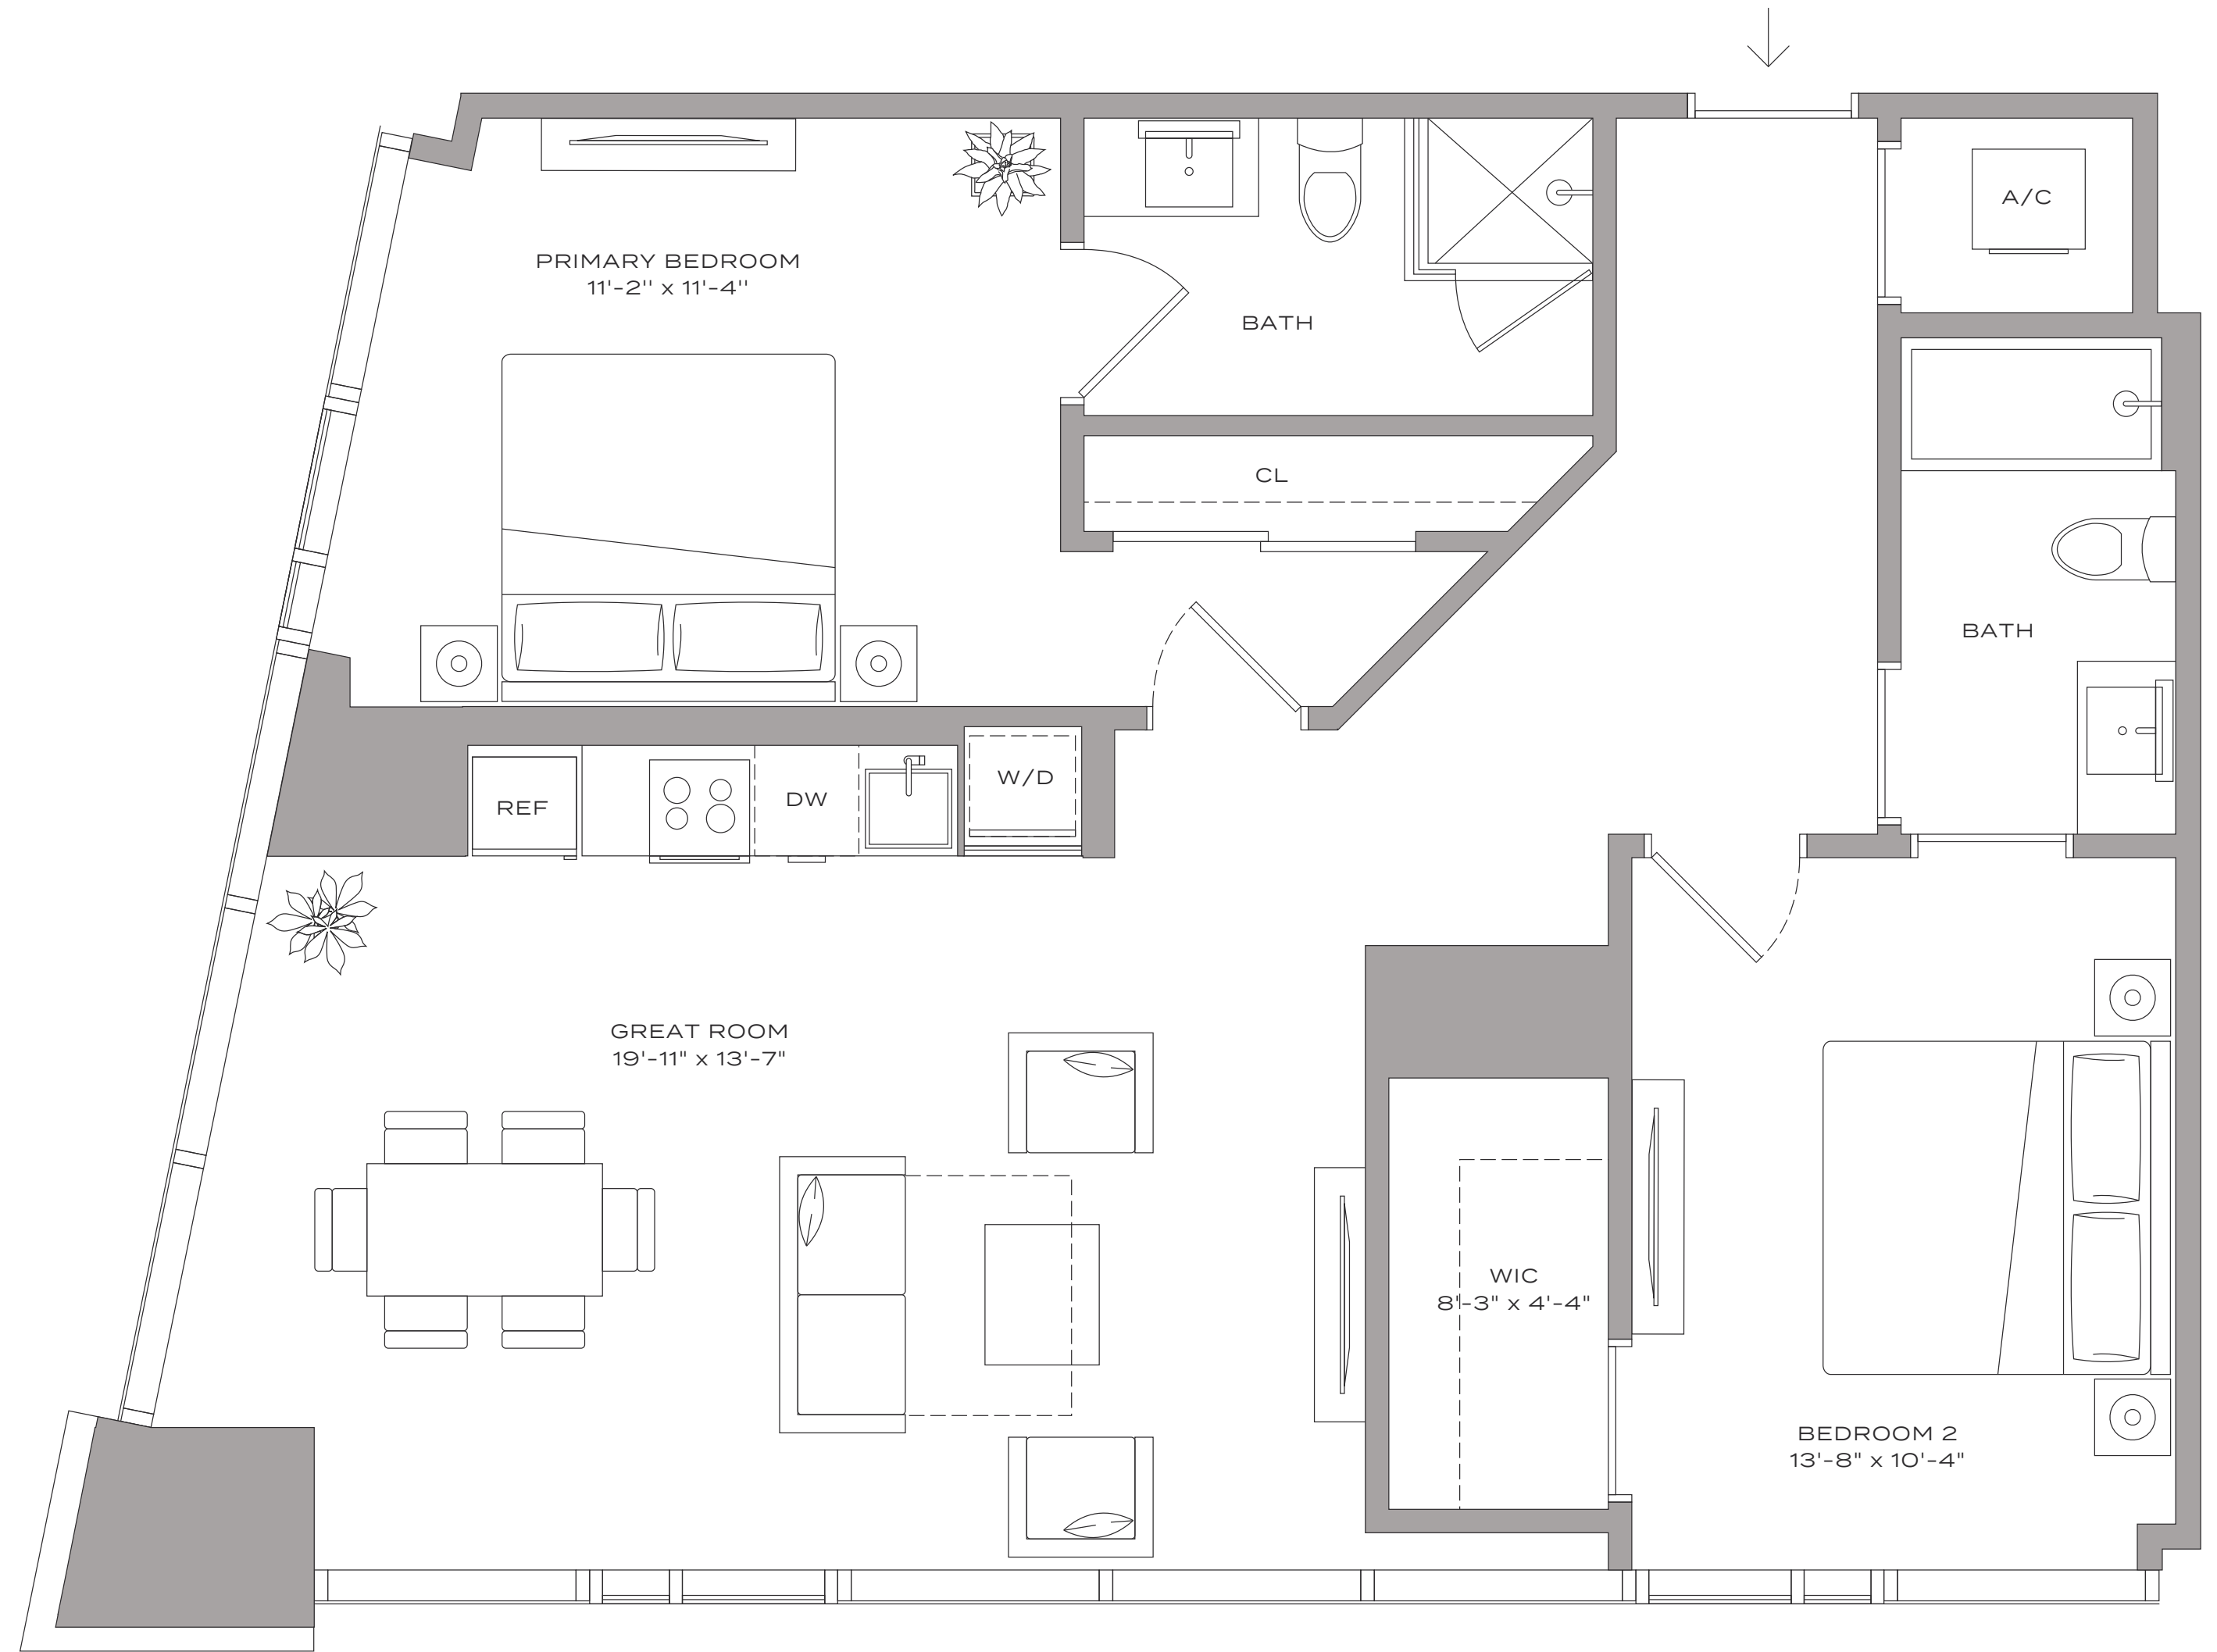 A/C
PRIMARY BEDROOM
11'-2'' x 11'-4''
BATH
CL
BATH
W/D
DW
REF
GREAT ROOM
19'-11" x 13'-7"
WIC
8'-3" x 4'-4"
BEDROOM 2
13'-8" x 10'-4"